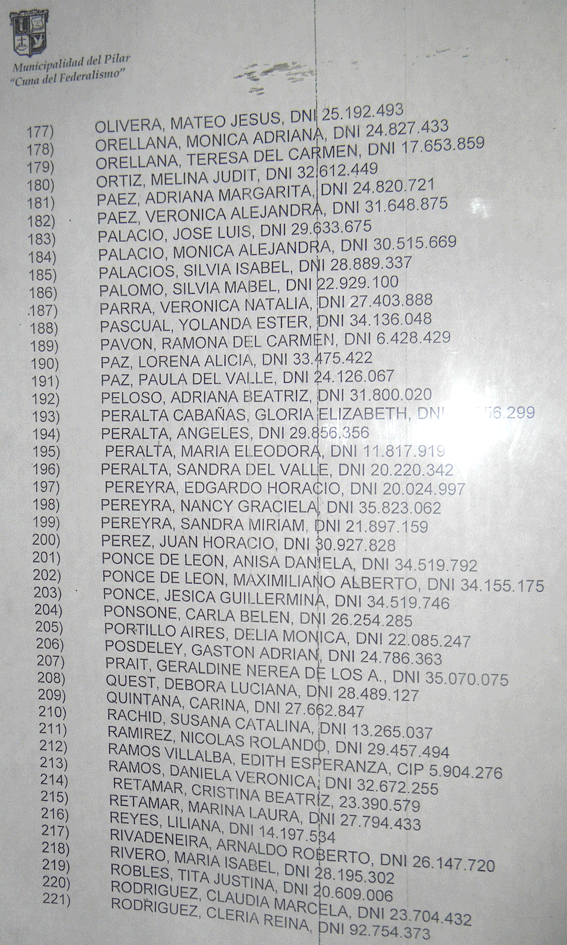 Municipalidad del Pilar
"Cuna del Federalismo"
177) OLIVERA, MATEO JESUS, DNI 25.192.493
178) ORELLANA, MONICA ADRIANA, DNI 24.827.433
179) ORELLANA, TERESA DEL CARMEN, DNI 17.653.859
180) ORTIZ, MELINA JUDIT, DNI 32.612.449
181) PAEZ, ADRIANA MARGARITA, DNI 24.820.721
182) PAEZ, VERONICA ALEJANDRA, DNI 31.648.875
183) PALACIO, JOSE LUIS, DNI 29.633.675
184) PALACIO, MONICA ALEJANDRA, DNI 30.515.669
185) PALACIOS, SILVIA ISABEL, DNI 28.889.337
186) PALOMO, SILVIA MABEL, DNI 22.929.100
187) PARRA, VERONICA NATALIA, DNI 27.403.888
188) PASCUAL, YOLANDA ESTER, DNI 34.136.048
189) PAVON, RAMONA DEL CARMEN, DNI 6.428.429
190) PAZ, LORENA ALICIA, DNI 33.475.422
191) PAZ, PAULA DEL VALLE, DNI 24.126.067
192) PELOSO, ADRIANA BEATRIZ, DNI 31.800.020
193) PERALTA CABAÑAS, GLORIA ELIZABETH, DNI
194) PERALTA, ANGELES, DNI 29.856.356
195) PERALTA, MARIA ELEODORA, DNI 11.817.919
196) PERALTA, SANDRA DEL VALLE, DNI 20.220.342
197) PEREYRA, EDGARDO HORACIO, DNI 20.024.997
198) PEREYRA, NANCY GRACIELA, DNI 35.823.062
199) PEREYRA, SANDRA MIRIAM, DNI 21.897.159
200) PEREZ, JUAN HORACIO, DNI 30.927.828
201) PONCE DE LEON, ANISA DANIELA, DNI 34.519.792
202) PONCE DE LEON, MAXIMILIANO ALBERTO, DNI 34.155.175
203) PONCE, JESICA GUILLERMINA, DNI 34.519.746
204) PONSONE, CARLA BELEN, DNI 26.254.285
205) PORTILLO AIRES, DELIA MONICA, DNI 22.085.247
206) POSDELEY, GASTON ADRIAN, DNI 24.786.363
207) PRAIT, GERALDINE NEREA DE LOS A., DNI 35.070.075
208) QUEST, DEBORA LUCIANA, DNI 28.489.127
209) QUINTANA, CARINA, DNI 27.662.847
210) RACHID, SUSANA CATALINA, DNI 13.265.037
211) RAMIREZ, NICOLAS ROLANDO, DNI 29.457.494
212) RAMOS VILLALBA, EDITH ESPERANZA, CIP 5.904.276
213) RAMOS, DANIELA VERONICA, DNI 32.672.255
214) RETAMAR, CRISTINA BEATRIZ, 23.390.579
215) RETAMAR, MARINA LAURA, DNI 27.794.433
216) REYES, LILIANA, DNI 14.197.534
217) RIVADENEIRA, ARNALDO ROBERTO, DNI 26.147.720
218) RIVERO, MARIA ISABEL, DNI 28.195.302
219) ROBLES, TITA JUSTINA, DNI 20.609.006
220) RODRIGUEZ, CLAUDIA MARCELA, DNI 23.704.432
221) RODRIGUEZ, CLERIA REINA, DNI 92.754.373